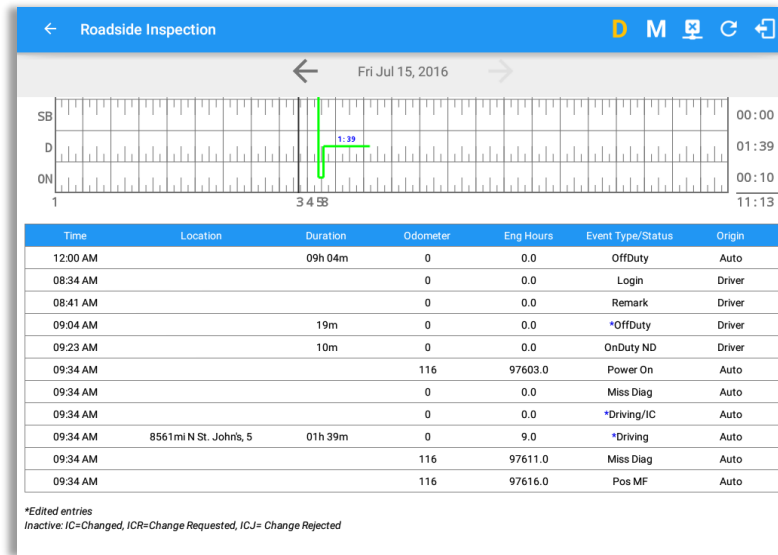 Roadside Inspection D M
Fri Jul 15, 2016
SB 00:00
D 1:39 01:39
ON 00:10
1 3 4 5 8 11:13
Time Location Duration Odometer Eng Hours Event Type/Status Origin
12:00 AM 09h 04m 0 0.0 OffDuty Auto
08:34 AM 0 0.0 Login Driver
08:41 AM 0 0.0 Remark Driver
09:04 AM 19m 0 0.0 *OffDuty Driver
09:23 AM 10m 0 0.0 OnDuty ND Driver
09:34 AM 116 97603.0 Power On Auto
09:34 AM 0 0.0 Miss Diag Auto
09:34 AM 0 0.0 *Driving/IC Auto
09:34 AM 8561mi N St. John's, 5 01h 39m 0 9.0 *Driving Auto
09:34 AM 116 97611.0 Miss Diag Auto
09:34 AM 116 97616.0 Pos MF Auto
*Edited entries
Inactive: IC=Changed, ICR=Change Requested, ICJ= Change Rejected